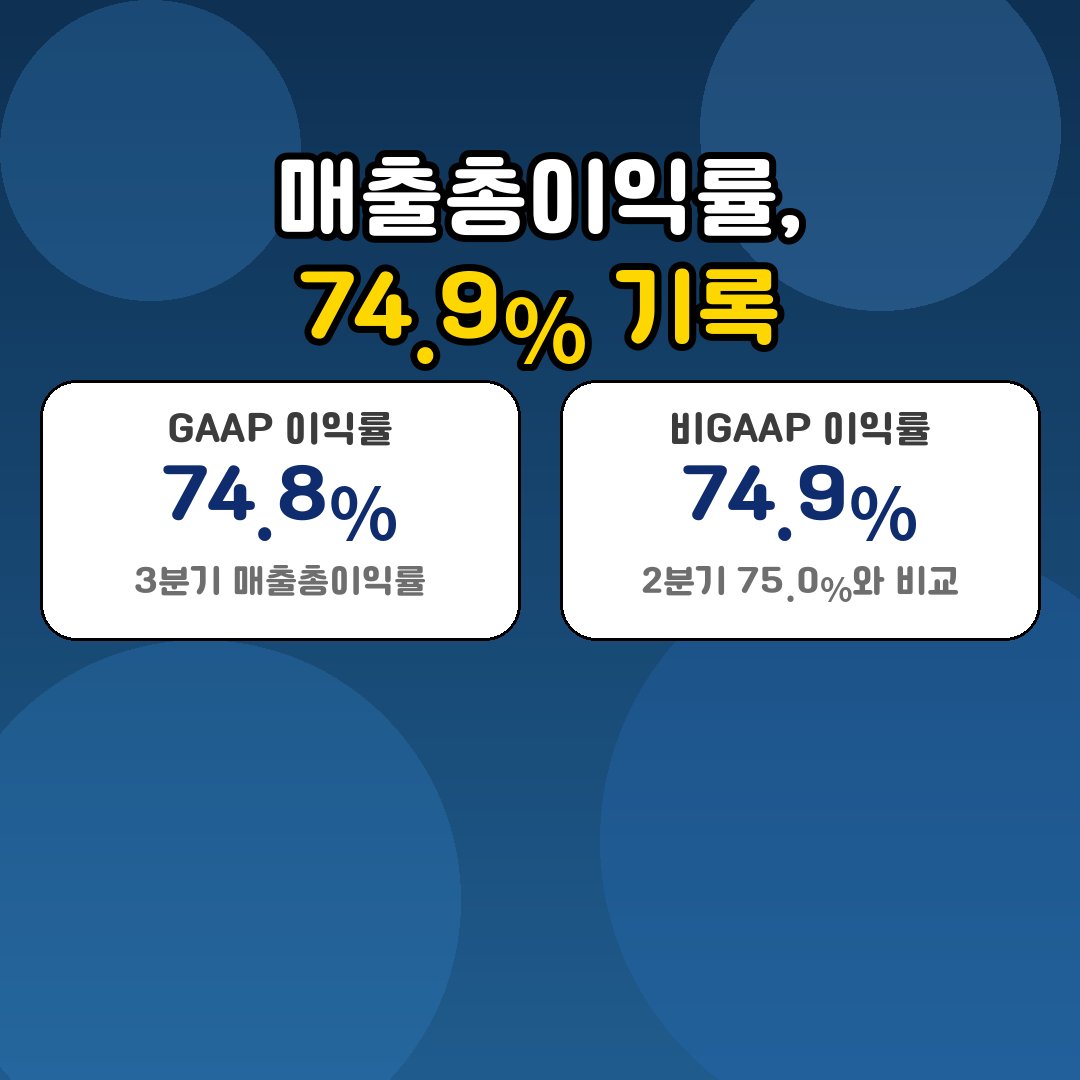 매출총이익률,
74.9% 기록
GAAP 이익률
74.8%
3분기 매출총이익률
비GAAP 이익률
74.9%
2분기 75.0%와 비교